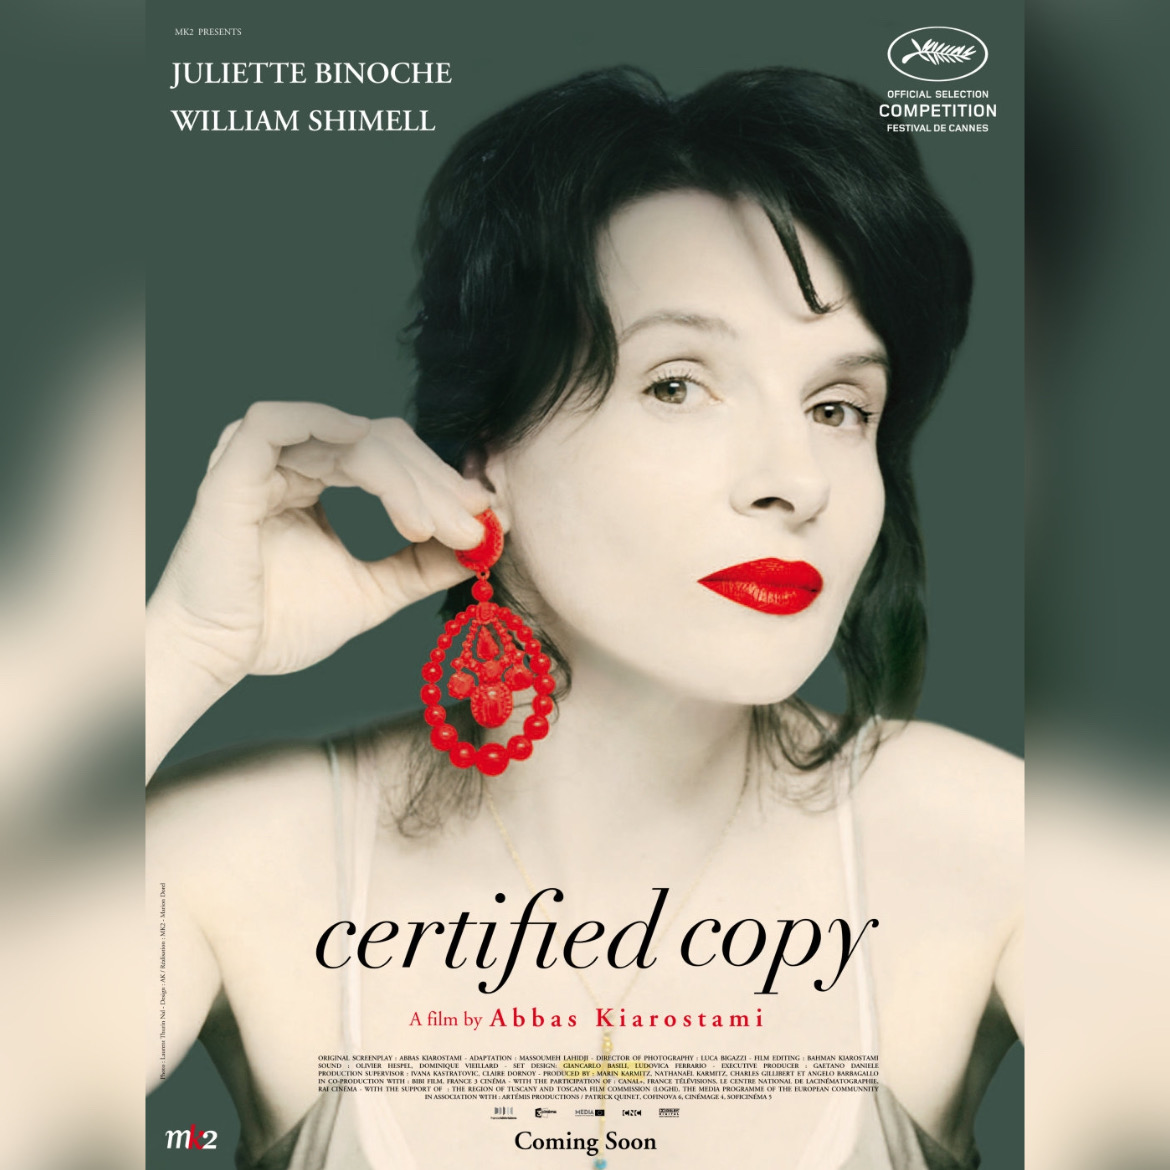 MK2 PRESENTS
JULIETTE BINOCHE
WILLIAM SHIMELL
OFFICIAL SELECTION
COMPETITION
FESTIVAL DE CANNES
certified copy
A film by Abbas Kiarostami
ORIGINAL SCREENPLAY : ABBAS KIAROSTAMI - ADAPTATION : MASSOUMEH LAHIDJI - DIRECTOR OF PHOTOGRAPHY : LUCA BIGAZZI - FILM EDITING : BAHMAN KIAROSTAMI
SOUND : OLIVIER HESPEL, DOMINIQUE VIEILLARD - SET DESIGN: GIANCARLO BASILI, LUDOVICA FERRARIO - EXECUTIVE PRODUCER : GAETANO DANIELE
PRODUCTION SUPERVISOR : IVANA KASTRATOVIC, CLAIRE DORNOY - PRODUCED BY : MARIN KARMITZ, NATHANAËL KARMITZ, CHARLES GILLIBERT ET ANGELO BARBAGALLO
IN CO-PRODUCTION WITH : BIBI FILM, FRANCE 3 CINÉMA - WITH THE PARTICIPATION OF : CANAL+, FRANCE TÉLÉVISIONS, LE CENTRE NATIONAL DE LACINÉMATOGRAPHIE,
RAI CINÉMA - WITH THE SUPPORT OF : THE REGION OF TUSCANY AND TOSCANA FILM COMMISSION (LOGHI), THE MEDIA PROGRAMME OF THE EUROPEAN COMMUNNITY
IN ASSOCIATION WITH : ARTÉMIS PRODUCTIONS / PATRICK QUINET, COFINOVA 6, CINÉMAGE 4, SOFICINÉMA 5
MEDIA CNC
mk2
Coming Soon